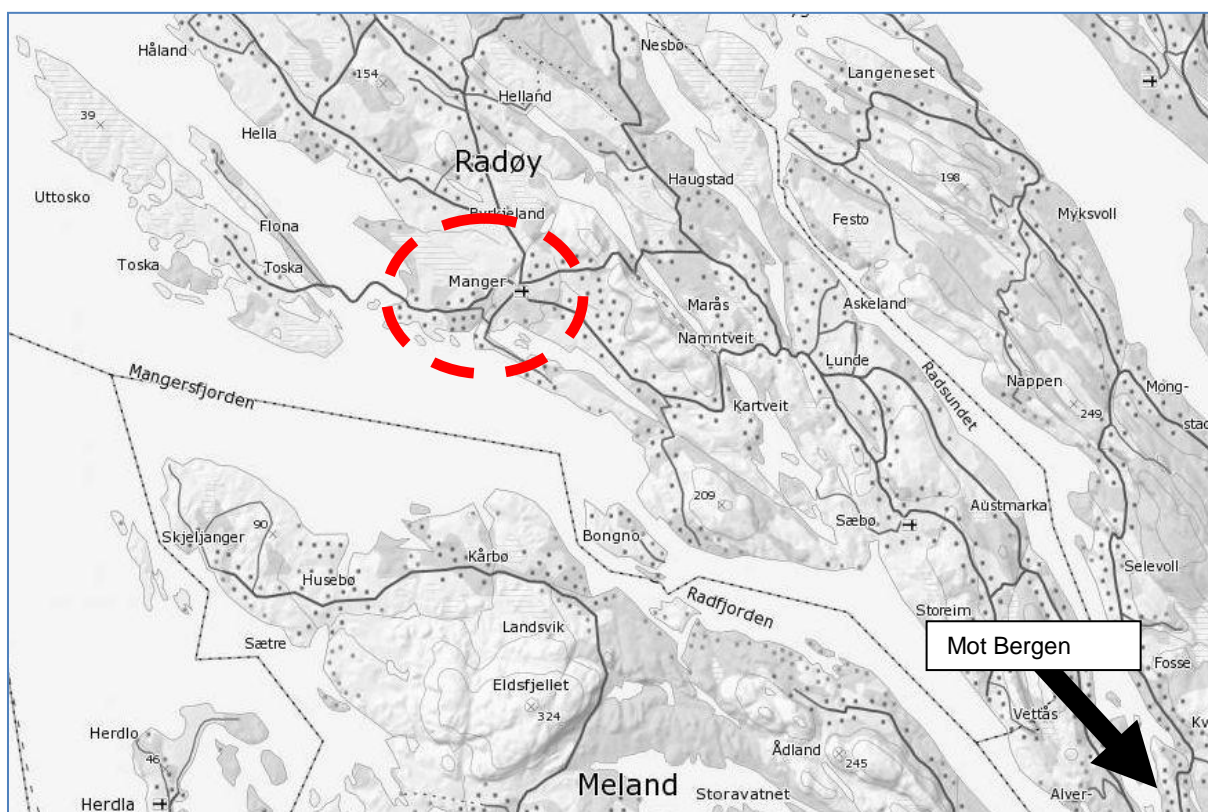 Håland
Nesbø
Langeneset
154
Helland
39
Hella
Radøy
Haugstad
198
Uttosko
Myksvoll
Flona
Byrkjeland
Festo
Toska
Toska
Manger
Askeland
Marås
Namntveit
Lunde
Mangersfjorden
Radsundet
Nappen
Mong-
stad
249
Kartveit
209
Austmarka
Sæbø
Skjeljanger
90
Bongno
Kårbø
Husebø
Selevoll
Radfjorden
Storeim
Landsvik
Sætre
Mot Bergen
Fosse
Eldsfjellet
324
Vettås
Kv
Herdlo
46
Ådland
245
Meland
Storavatnet
Alver-
Herdla